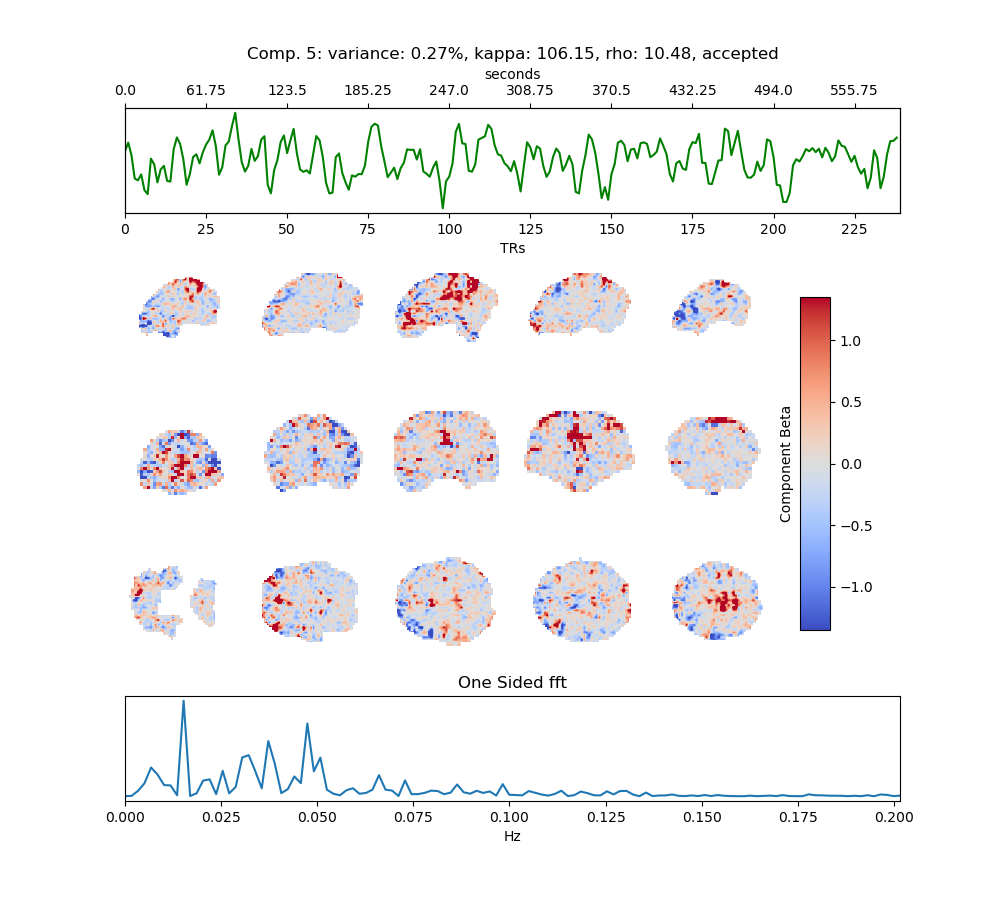 Comp. 5: variance: 0.27%, kappa: 106.15, rho: 10.48, accepted
seconds
0.0 61.75 123.5 185.25 247.0 308.75 370.5 432.25 494.0 555.75
0 25 50 75 100 125 150 175 200 225
TRs
1.0
0.5
0.0
−0.5
−1.0
Component Beta
One Sided fft
0.000 0.025 0.050 0.075 0.100 0.125 0.150 0.175 0.200
Hz